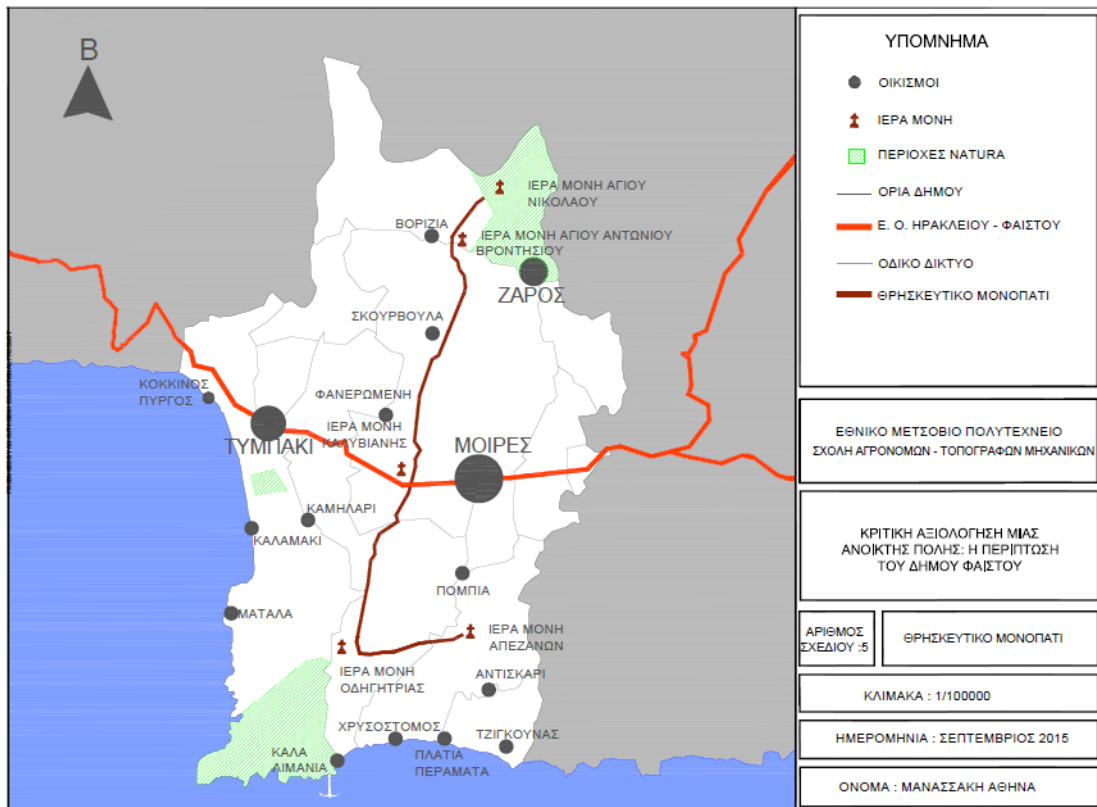 Β
ΙΕΡΑ ΜΟΝΗ ΑΓΙΟΥ
ΝΙΚΟΛΑΟΥ
ΒΟΡΙΖΙΑ
ΙΕΡΑ ΜΟΝΗ ΑΓΙΟΥ ΑΝΤΩΝΙΟΥ
ΒΡΟΝΤΗΣΙΟΥ
ΖΑΡΟΣ
ΣΚΟΥΡΒΟΥΛΑ
ΚΟΚΚΙΝΟΣ
ΠΥΡΓΟΣ
ΦΑΝΕΡΩΜΕΝΗ
ΙΕΡΑ ΜΟΝΗ
ΚΑΛΥΒΙΑΝΗΣ
ΤΥΜΠΑΚΙ
ΜΟΙΡΕΣ
ΚΑΜΗΛΑΡΙ
ΚΑΛΑΜΑΚΙ
ΠΟΜΠΙΑ
ΜΑΤΑΛΑ
ΙΕΡΑ ΜΟΝΗ
ΑΠΕΖΑΝΩΝ
ΙΕΡΑ ΜΟΝΗ
ΟΔΗΓΗΤΡΙΑΣ
ΑΝΤΙΣΚΑΡΙ
ΧΡΥΣΟΣΤΟΜΟΣ
ΤΖΙΓΚΟΥΝΑΣ
ΠΛΑΤΙΑ
ΠΕΡΑΜΑΤΑ
ΚΑΛΑ
ΛΙΜΑΝΙΑ
ΥΠΟΜΝΗΜΑ
ΟΙΚΙΣΜΟΙ
ΙΕΡΑ ΜΟΝΗ
ΠΕΡΙΟΧΕΣ NATURA
ΟΡΙΑ ΔΗΜΟΥ
Ε. Ο. ΗΡΑΚΛΕΙΟΥ - ΦΑΙΣΤΟΥ
ΟΔΙΚΟ ΔΙΚΤΥΟ
ΘΡΗΣΚΕΥΤΙΚΟ ΜΟΝΟΠΑΤΙ
ΕΘΝΙΚΟ ΜΕΤΣΟΒΙΟ ΠΟΛΥΤΕΧΝΕΙΟ
ΣΧΟΛΗ ΑΓΡΟΝΟΜΩΝ - ΤΟΠΟΓΡΑΦΩΝ ΜΗΧΑΝΙΚΩΝ
ΚΡΙΤΙΚΗ ΑΞΙΟΛΟΓΗΣΗ ΜΙΑΣ
ΑΝΟΙΚΤΗΣ ΠΟΛΗΣ: Η ΠΕΡΙΠΤΩΣΗ
ΤΟΥ ΔΗΜΟΥ ΦΑΙΣΤΟΥ
ΑΡΙΘΜΟΣ
ΣΧΕΔΙΟΥ :5
ΘΡΗΣΚΕΥΤΙΚΟ ΜΟΝΟΠΑΤΙ
ΚΛΙΜΑΚΑ : 1/100000
ΗΜΕΡΟΜΗΝΙΑ : ΣΕΠΤΕΜΒΡΙΟΣ 2015
ΟΝΟΜΑ : ΜΑΝΑΣΣΑΚΗ ΑΘΗΝΑ